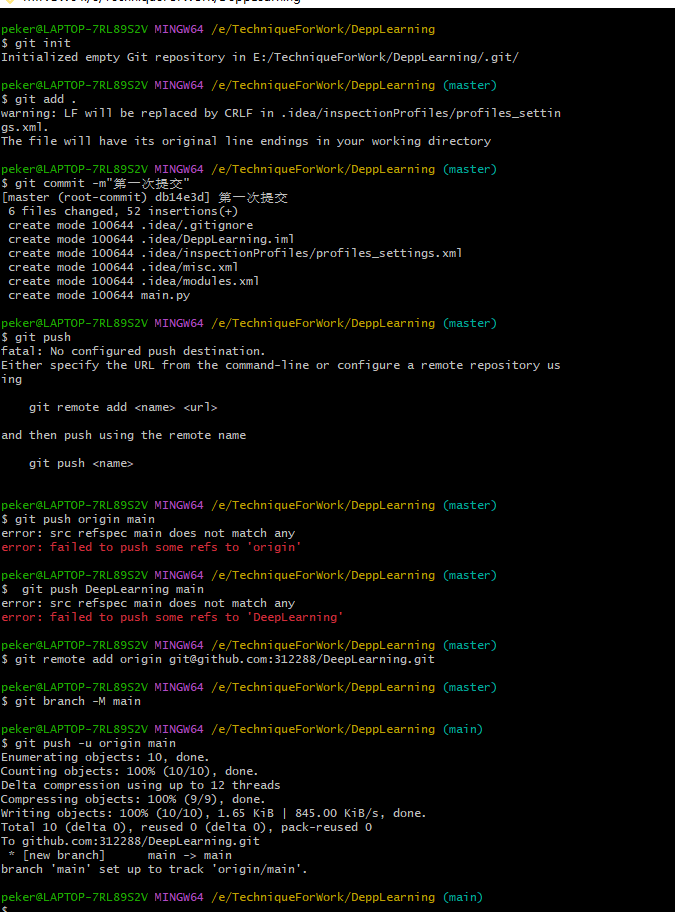 peker@LAPTOP-7RL89S2V MINGW64 /e/TechniqueForWork/DeppLearning
$ git init
Initialized empty Git repository in E:/TechniqueForWork/DeppLearning/.git/
peker@LAPTOP-7RL89S2V MINGW64 /e/TechniqueForWork/DeppLearning (master)
$ git add .
warning: LF will be replaced by CRLF in .idea/inspectionProfiles/profiles_settin
gs.xml.
The file will have its original line endings in your working directory
peker@LAPTOP-7RL89S2V MINGW64 /e/TechniqueForWork/DeppLearning (master)
$ git commit -m"第一次提交"
[master (root-commit) db14e3d] 第一次提交
 6 files changed, 52 insertions(+)
 create mode 100644 .idea/.gitignore
 create mode 100644 .idea/DeppLearning.iml
 create mode 100644 .idea/inspectionProfiles/profiles_settings.xml
 create mode 100644 .idea/misc.xml
 create mode 100644 .idea/modules.xml
 create mode 100644 main.py
peker@LAPTOP-7RL89S2V MINGW64 /e/TechniqueForWork/DeppLearning (master)
$ git push
fatal: No configured push destination.
Either specify the URL from the command-line or configure a remote repository us
ing
    git remote add <name> <url>
and then push using the remote name
    git push <name>
peker@LAPTOP-7RL89S2V MINGW64 /e/TechniqueForWork/DeppLearning (master)
$ git push origin main
error: src refspec main does not match any
error: failed to push some refs to 'origin'
peker@LAPTOP-7RL89S2V MINGW64 /e/TechniqueForWork/DeppLearning (master)
$  git push DeepLearning main
error: src refspec main does not match any
error: failed to push some refs to 'DeepLearning'
peker@LAPTOP-7RL89S2V MINGW64 /e/TechniqueForWork/DeppLearning (master)
$ git remote add origin git@github.com:312288/DeepLearning.git
peker@LAPTOP-7RL89S2V MINGW64 /e/TechniqueForWork/DeppLearning (master)
$ git branch -M main
peker@LAPTOP-7RL89S2V MINGW64 /e/TechniqueForWork/DeppLearning (main)
$ git push -u origin main
Enumerating objects: 10, done.
Counting objects: 100% (10/10), done.
Delta compression using up to 12 threads
Compressing objects: 100% (9/9), done.
Writing objects: 100% (10/10), 1.65 KiB | 845.00 KiB/s, done.
Total 10 (delta 0), reused 0 (delta 0), pack-reused 0
To github.com:312288/DeepLearning.git
 * [new branch]      main -> main
branch 'main' set up to track 'origin/main'.
peker@LAPTOP-7RL89S2V MINGW64 /e/TechniqueForWork/DeppLearning (main)
$